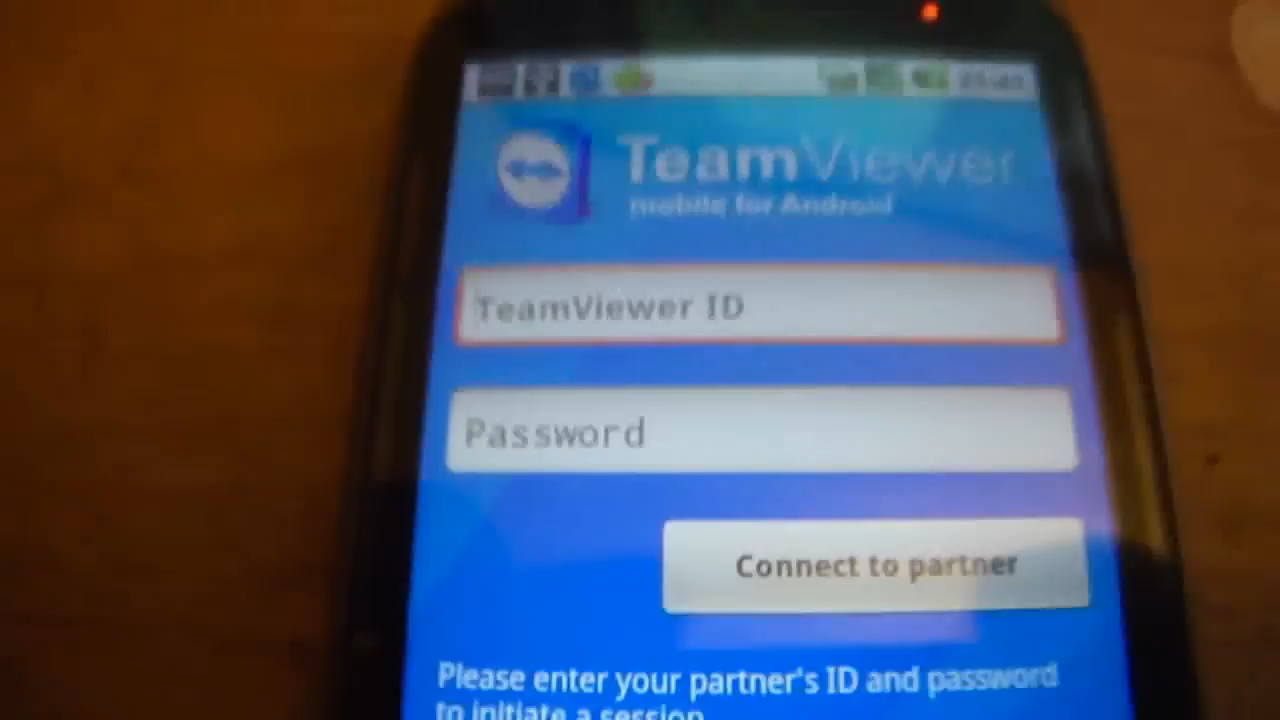 TeamViewer
mobile for Android
TeamViewer ID
Password
Connect to partner
Please enter your partner's ID and password
to initiate a session